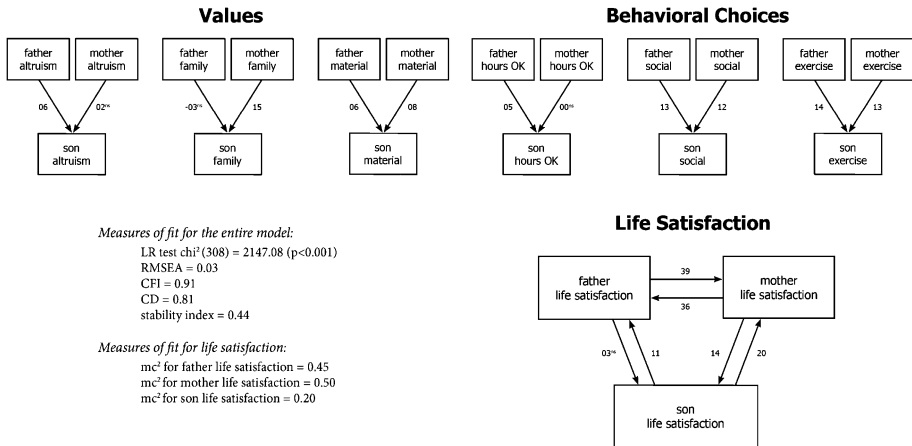 Values
father altruism
mother altruism
father family
mother family
father material
mother material
06
02ns
-03ns
15
06
08
son altruism
son family
son material
Behavioral Choices
father hours OK
mother hours OK
father social
mother social
father exercise
mother exercise
05
00ns
13
12
14
13
son hours OK
son social
son exercise
Measures of fit for the entire model:
LR test chi² (308) = 2147.08 (p<0.001)
RMSEA = 0.03
CFI = 0.91
CD = 0.81
stability index = 0.44
Measures of fit for life satisfaction:
mc² for father life satisfaction = 0.45
mc² for mother life satisfaction = 0.50
mc² for son life satisfaction = 0.20
Life Satisfaction
father
life satisfaction
39
mother
life satisfaction
36
03ns
11
14
20
son
life satisfaction